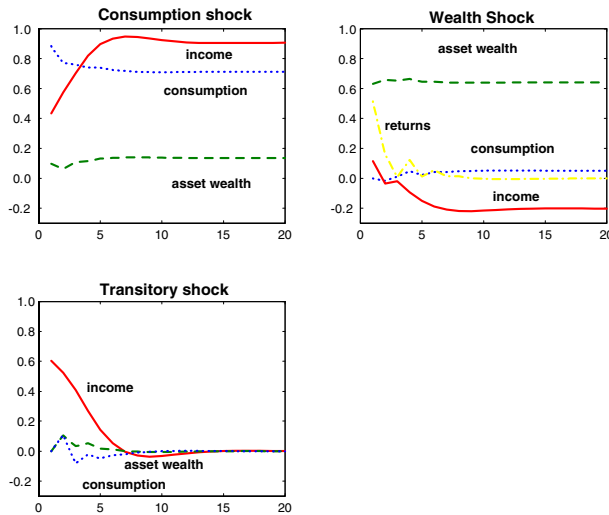 Consumption shock
1.0
0.8
0.6
0.4
0.2
0.0
-0.2
0 5 10 15 20
income
consumption
asset wealth
Wealth Shock
1.0
0.8
0.6
0.4
0.2
0.0
-0.2
0 5 10 15 20
asset wealth
returns
consumption
income
Transitory shock
1.0
0.8
0.6
0.4
0.2
0.0
-0.2
0 5 10 15 20
income
asset wealth
consumption